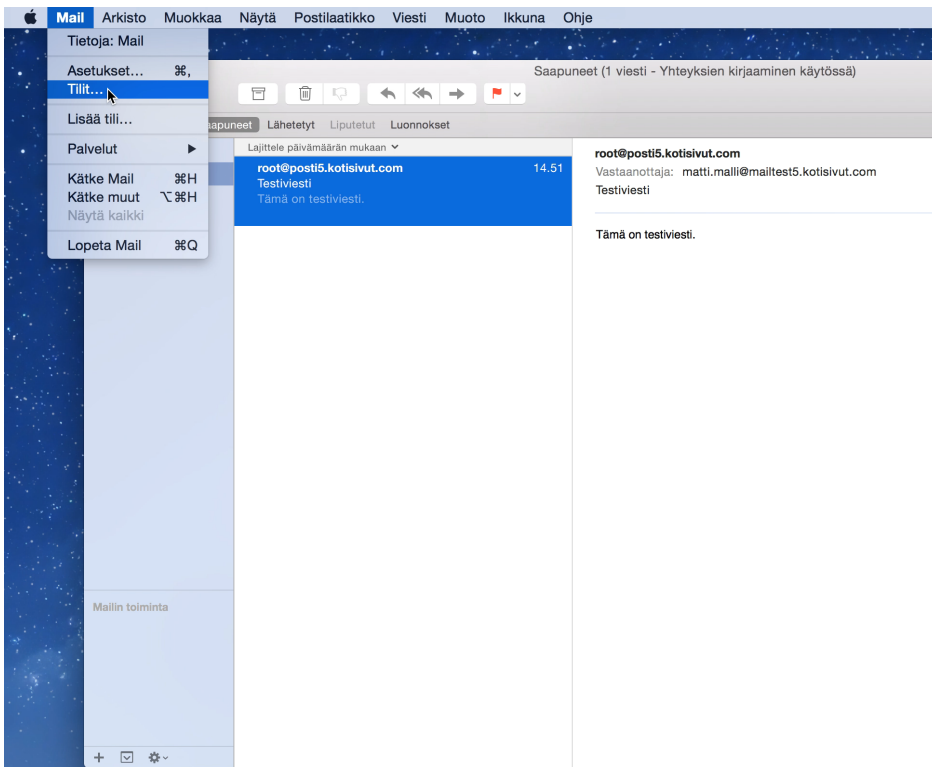 Mail Arkisto Muokkaa Näytä Postilaatikko Viesti Muoto Ikkuna Ohje
Tietoja: Mail
Asetukset... ⌘,
Tilit...
Lisää tili...
Palvelut ▶
Kätke Mail ⌘H
Kätke muut ⌥⌘H
Näytä kaikki
Lopeta Mail ⌘Q
Saapuneet (1 viesti - Yhteyksien kirjaaminen käytössä)
Lähetetyt Liputetut Luonnokset
Lajittele päivämäärän mukaan
root@posti5.kotisivut.com 14.51
Testiviesti
Tämä on testiviesti.
root@posti5.kotisivut.com
Vastaanottaja: matti.malli@mailtest5.kotisivut.com
Testiviesti
Tämä on testiviesti.
Mailin toiminta